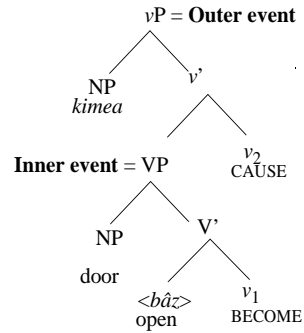 vP = Outer event
NP v’
kimea
Inner event = VP v2
CAUSE
NP V’
door
<bâz> v1
open BECOME